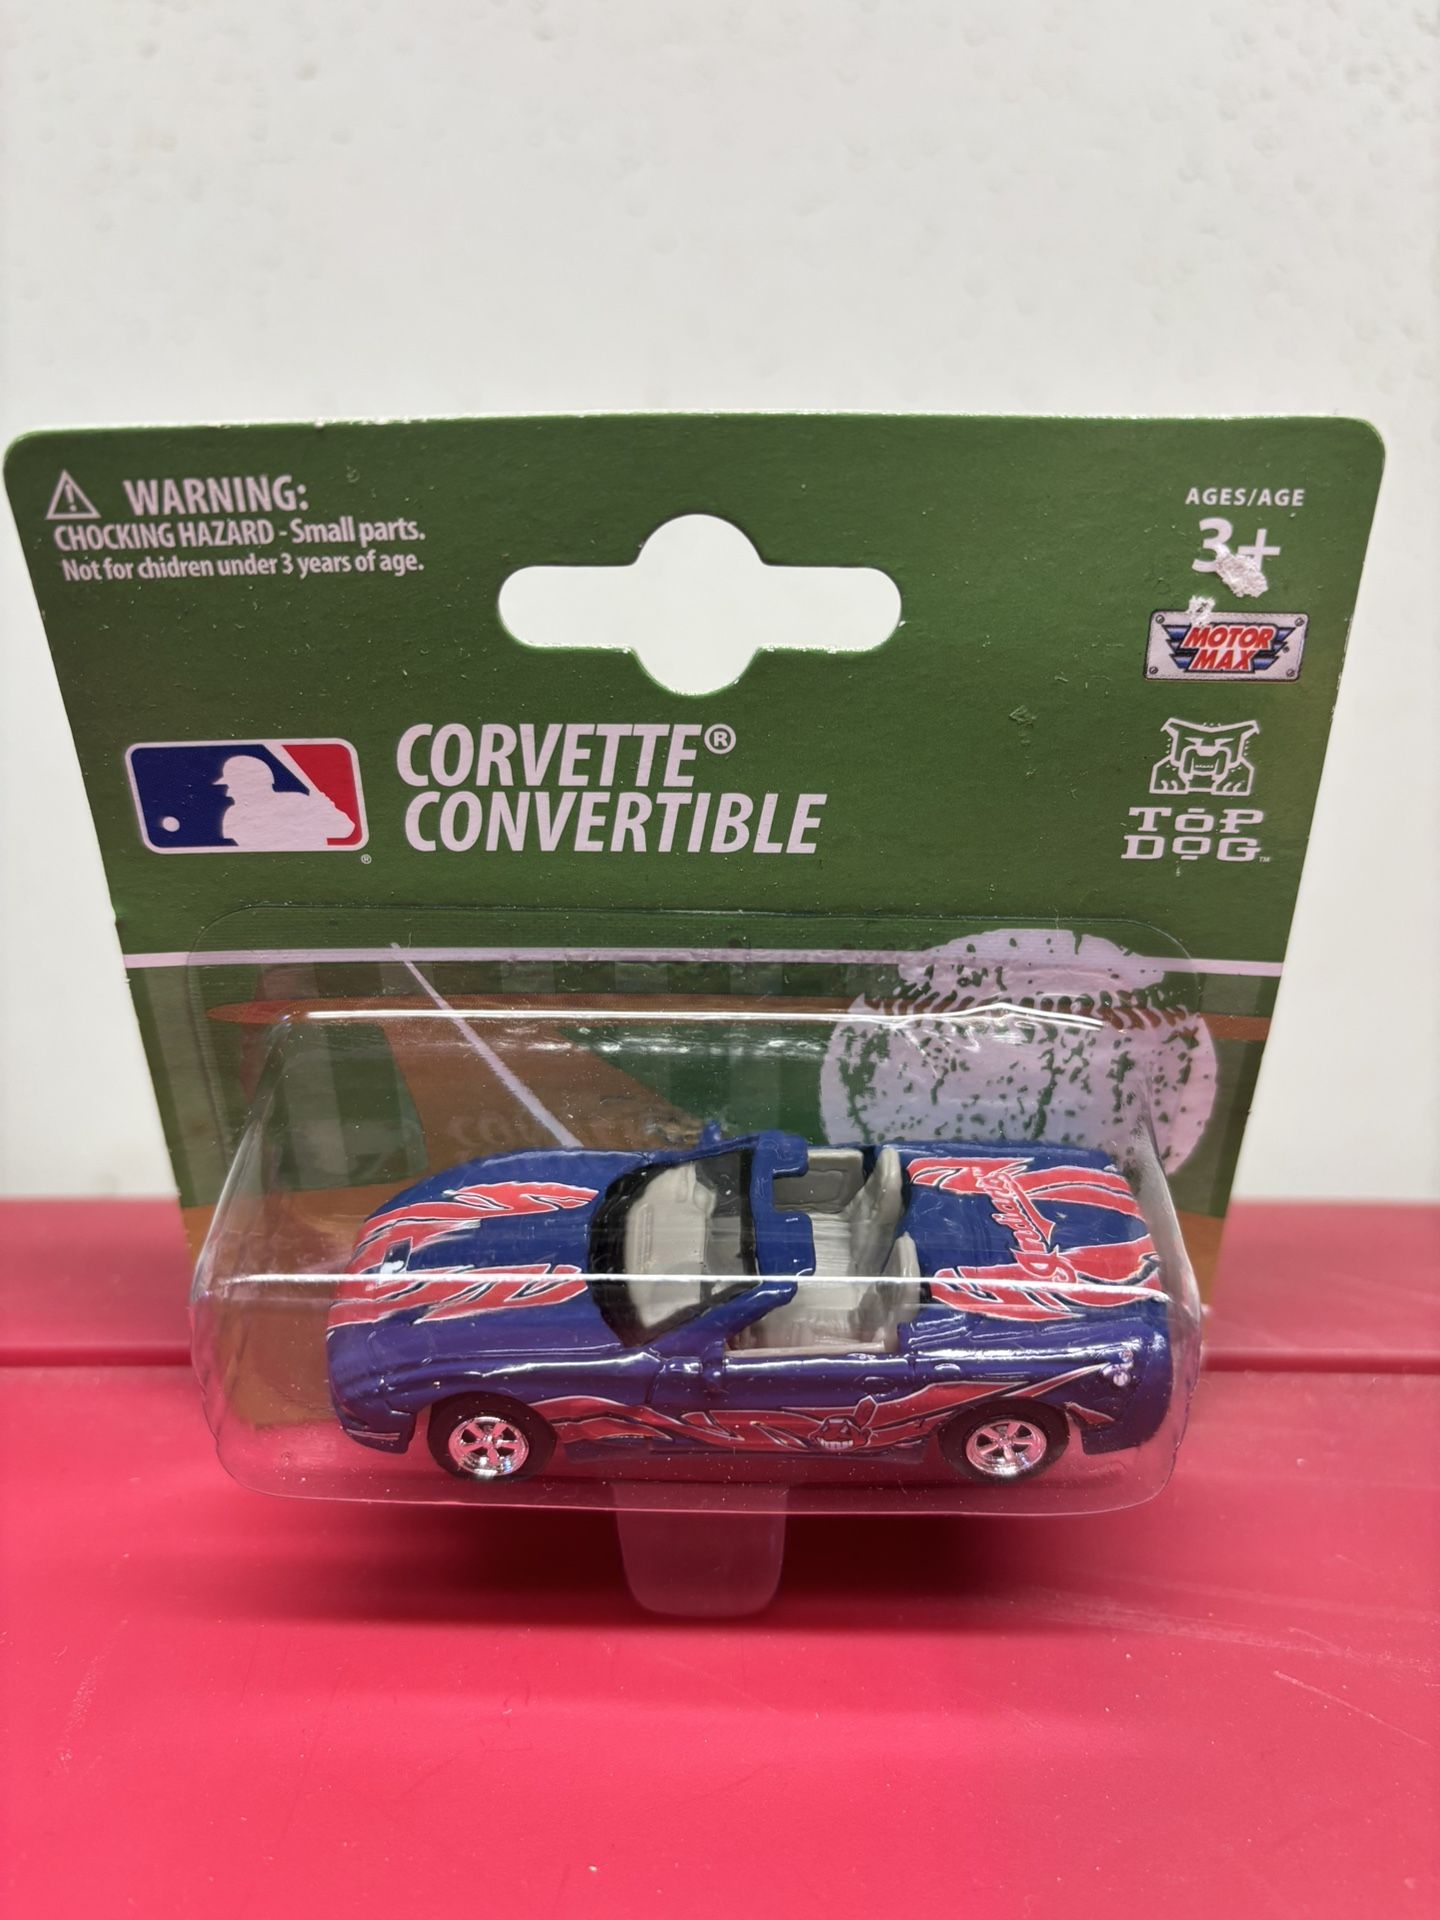 WARNING:
CHOCKING HAZARD - Small parts.
Not for chidren under 3 years of age.
AGES/AGE
3+
MOTOR
MAX
CORVETTE®
CONVERTIBLE
®
TOP
DOG™
Indians